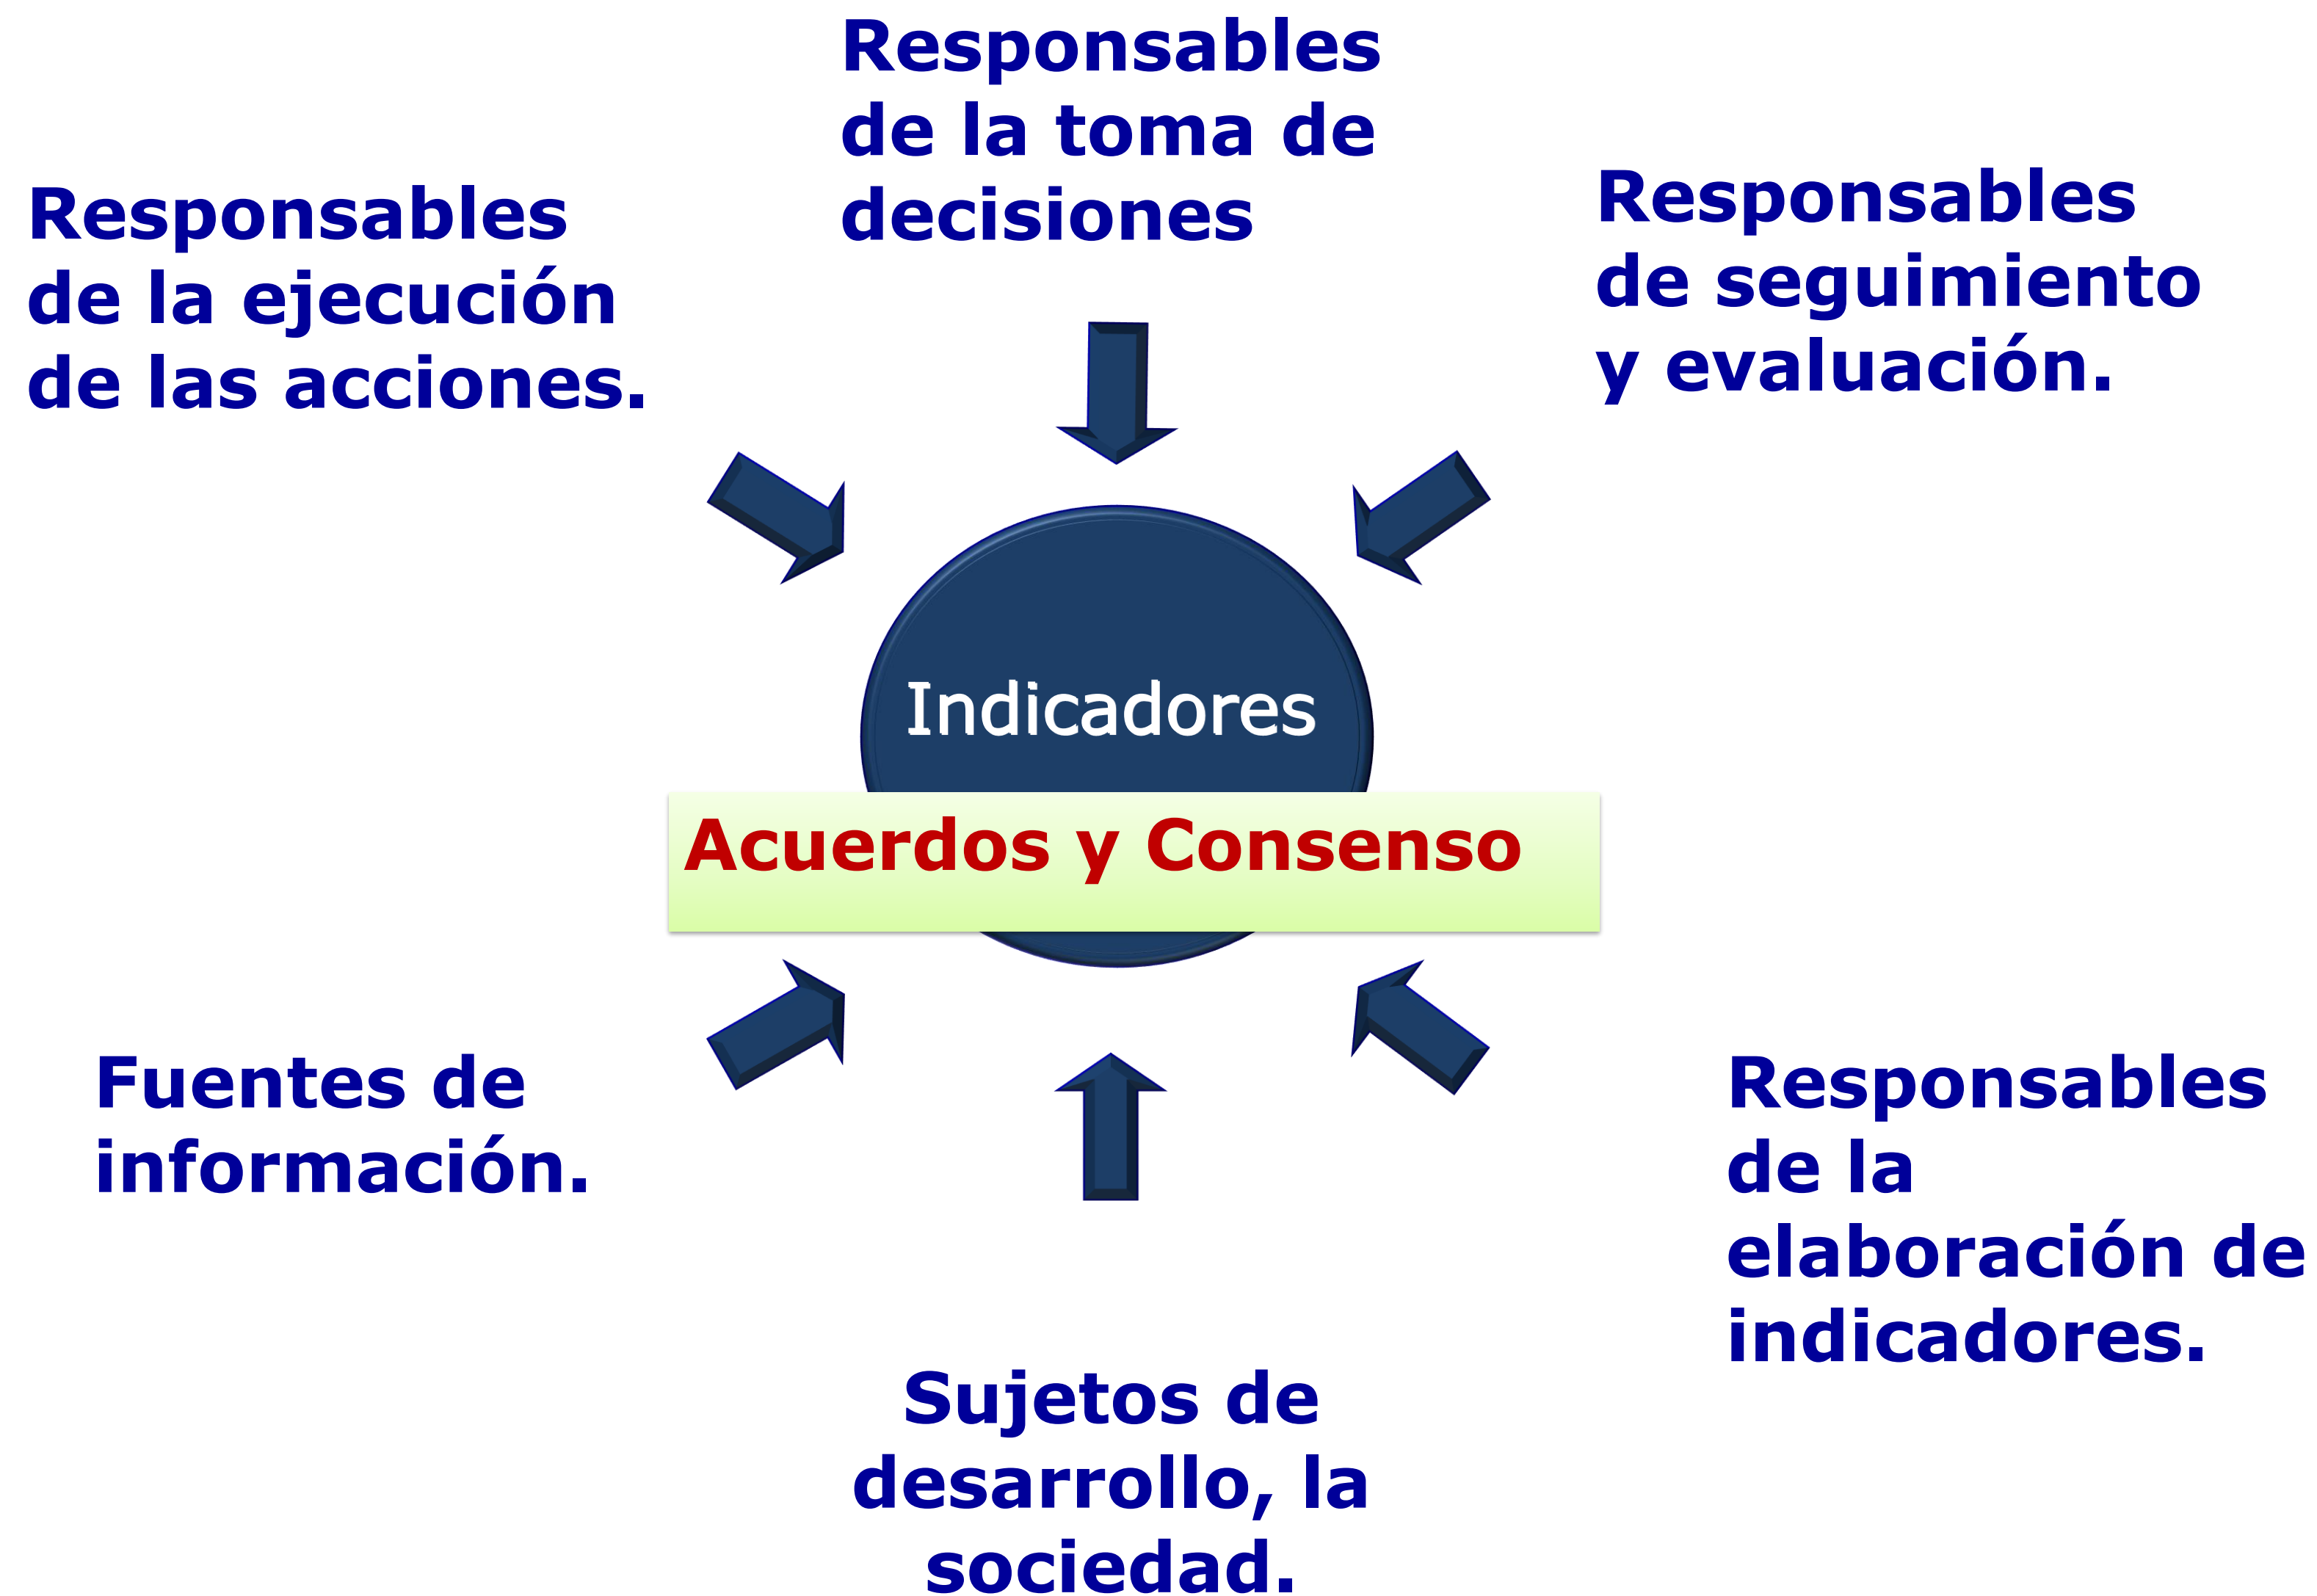 Responsables
de la toma de
decisiones
Responsables
de la ejecución
de las acciones.
Responsables
de seguimiento
y evaluación.
Indicadores
Acuerdos y Consenso
Fuentes de
información.
Responsables
de la
elaboración de
indicadores.
Sujetos de
desarrollo, la
sociedad.